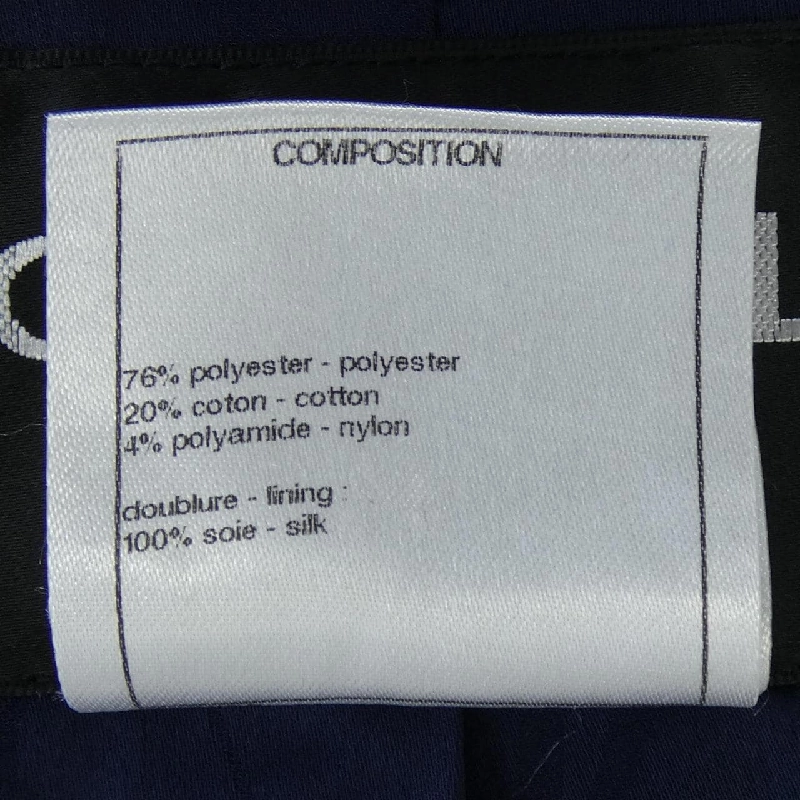 COMPOSITION
76% polyester - polyester
20% coton - cotton
4% polyamide - nylon
doublure - lining :
100% soie - silk